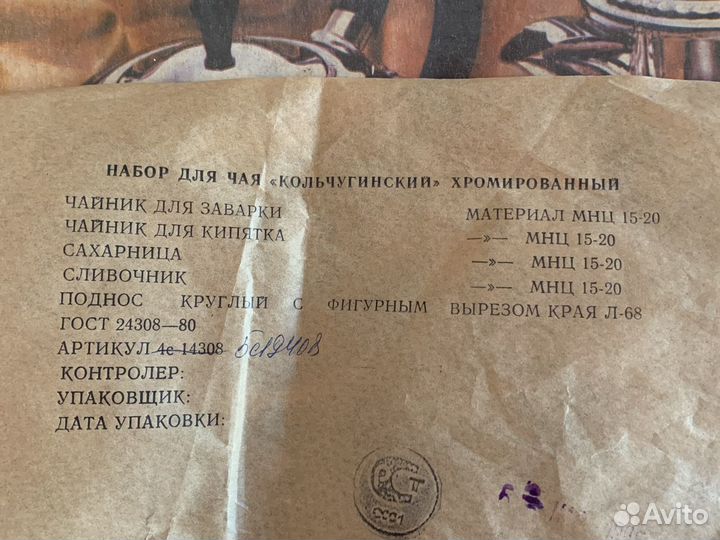 НАБОР ДЛЯ ЧАЯ «КОЛЬЧУГИНСКИЙ» ХРОМИРОВАННЫЙ
ЧАЙНИК ДЛЯ ЗАВАРКИ МАТЕРИАЛ МНЦ 15-20
ЧАЙНИК ДЛЯ КИПЯТКА —»— МНЦ 15-20
САХАРНИЦА —»— МНЦ 15-20
СЛИВОЧНИК —»— МНЦ 15-20
ПОДНОС КРУГЛЫЙ С ФИГУРНЫМ ВЫРЕЗОМ КРАЯ Л-68
ГОСТ 24308—80
АРТИКУЛ 4с 14308 5с12408
КОНТРОЛЕР:
УПАКОВЩИК:
ДАТА УПАКОВКИ:
Avito